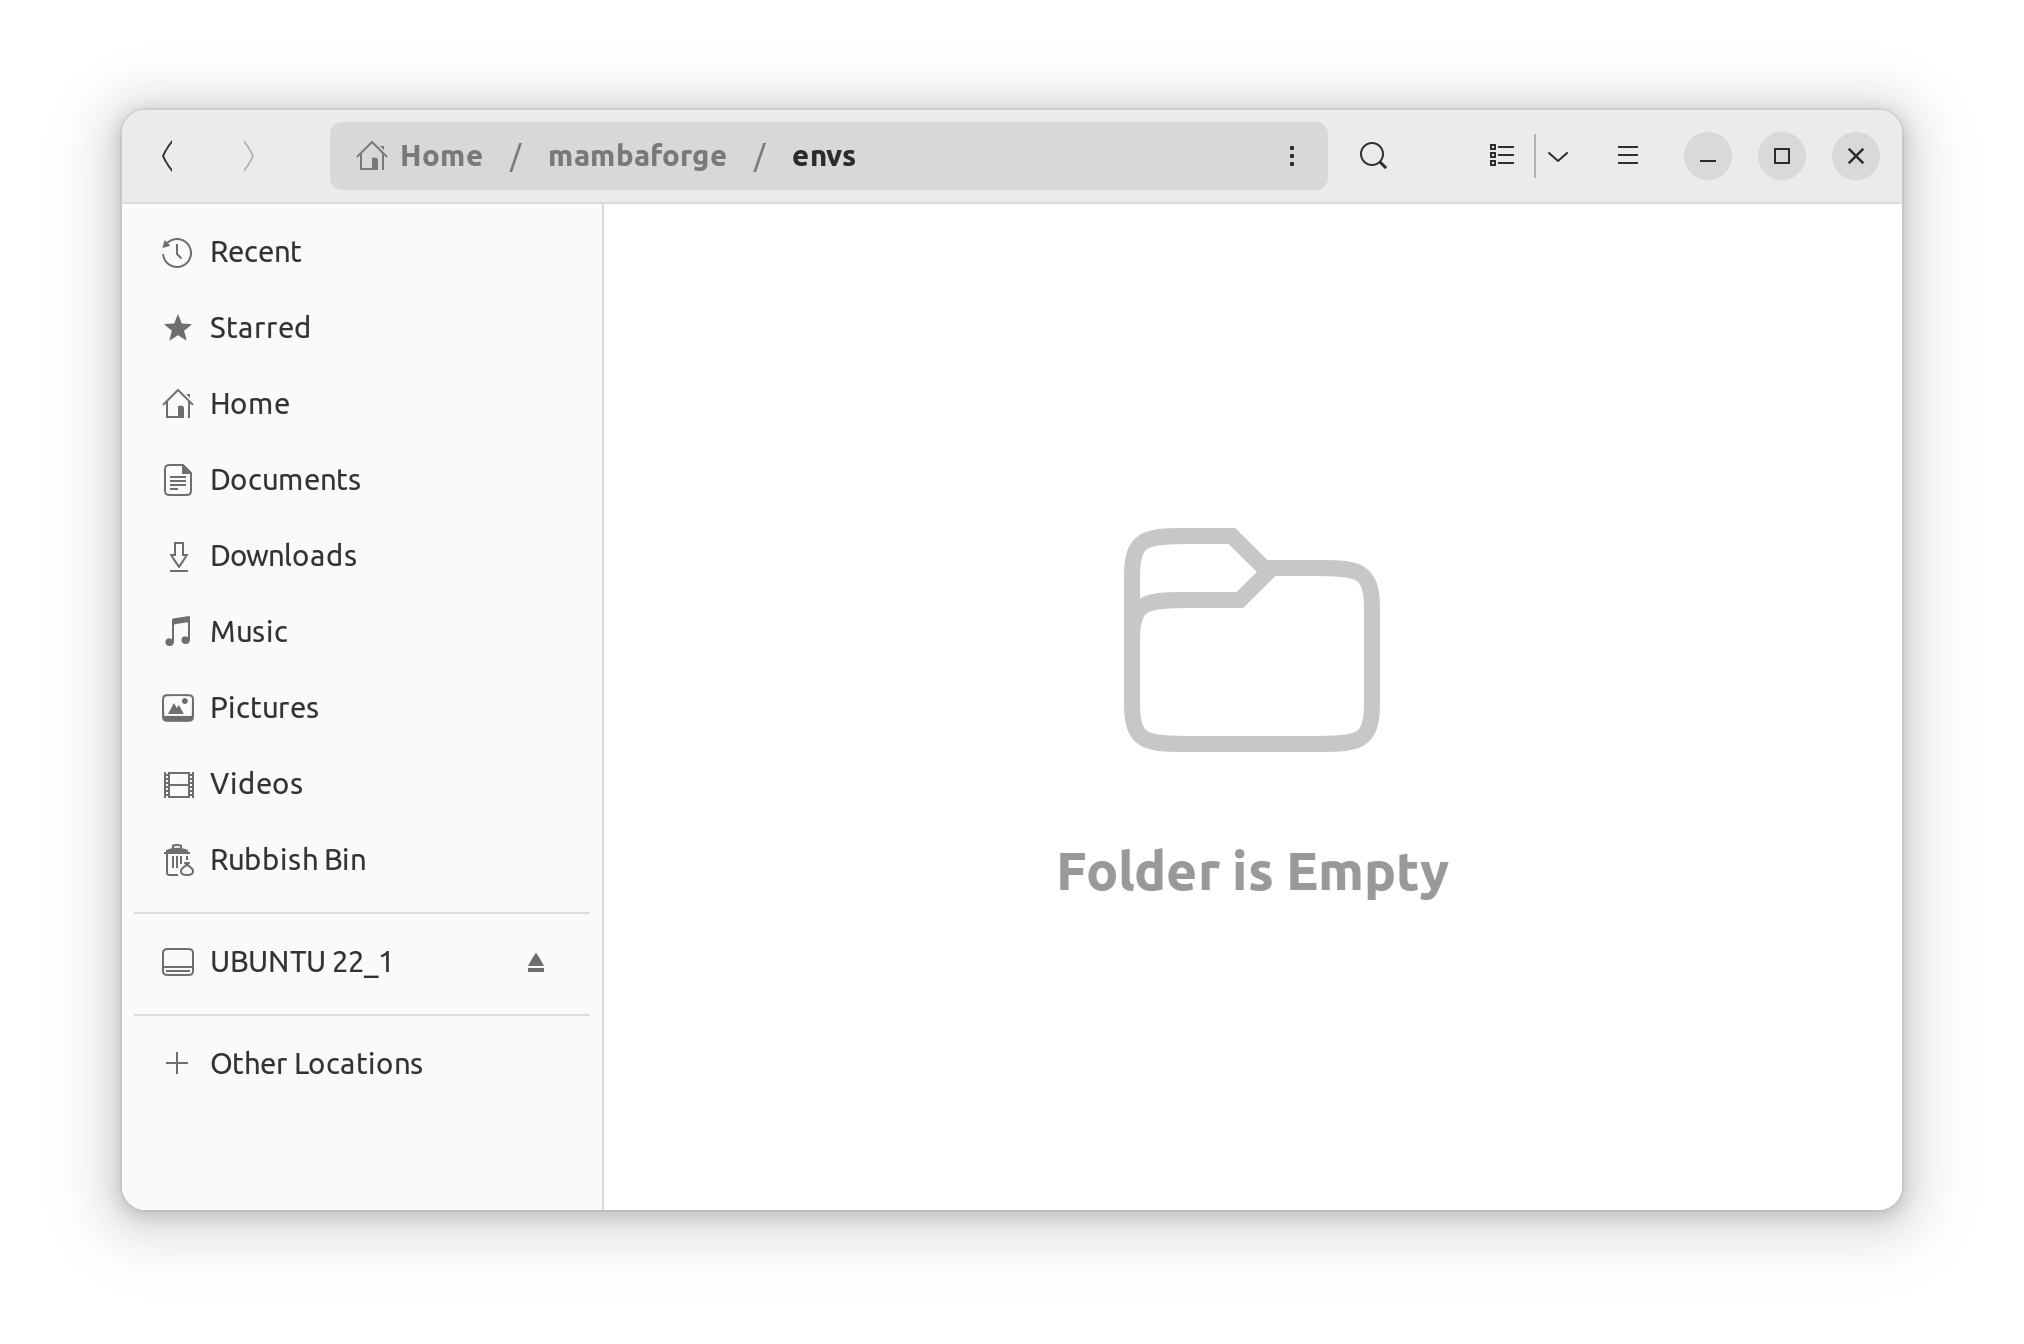 Home / mambaforge / envs
Recent
Starred
Home
Documents
Downloads
Music
Pictures
Videos
Rubbish Bin
UBUNTU 22_1
Other Locations
Folder is Empty